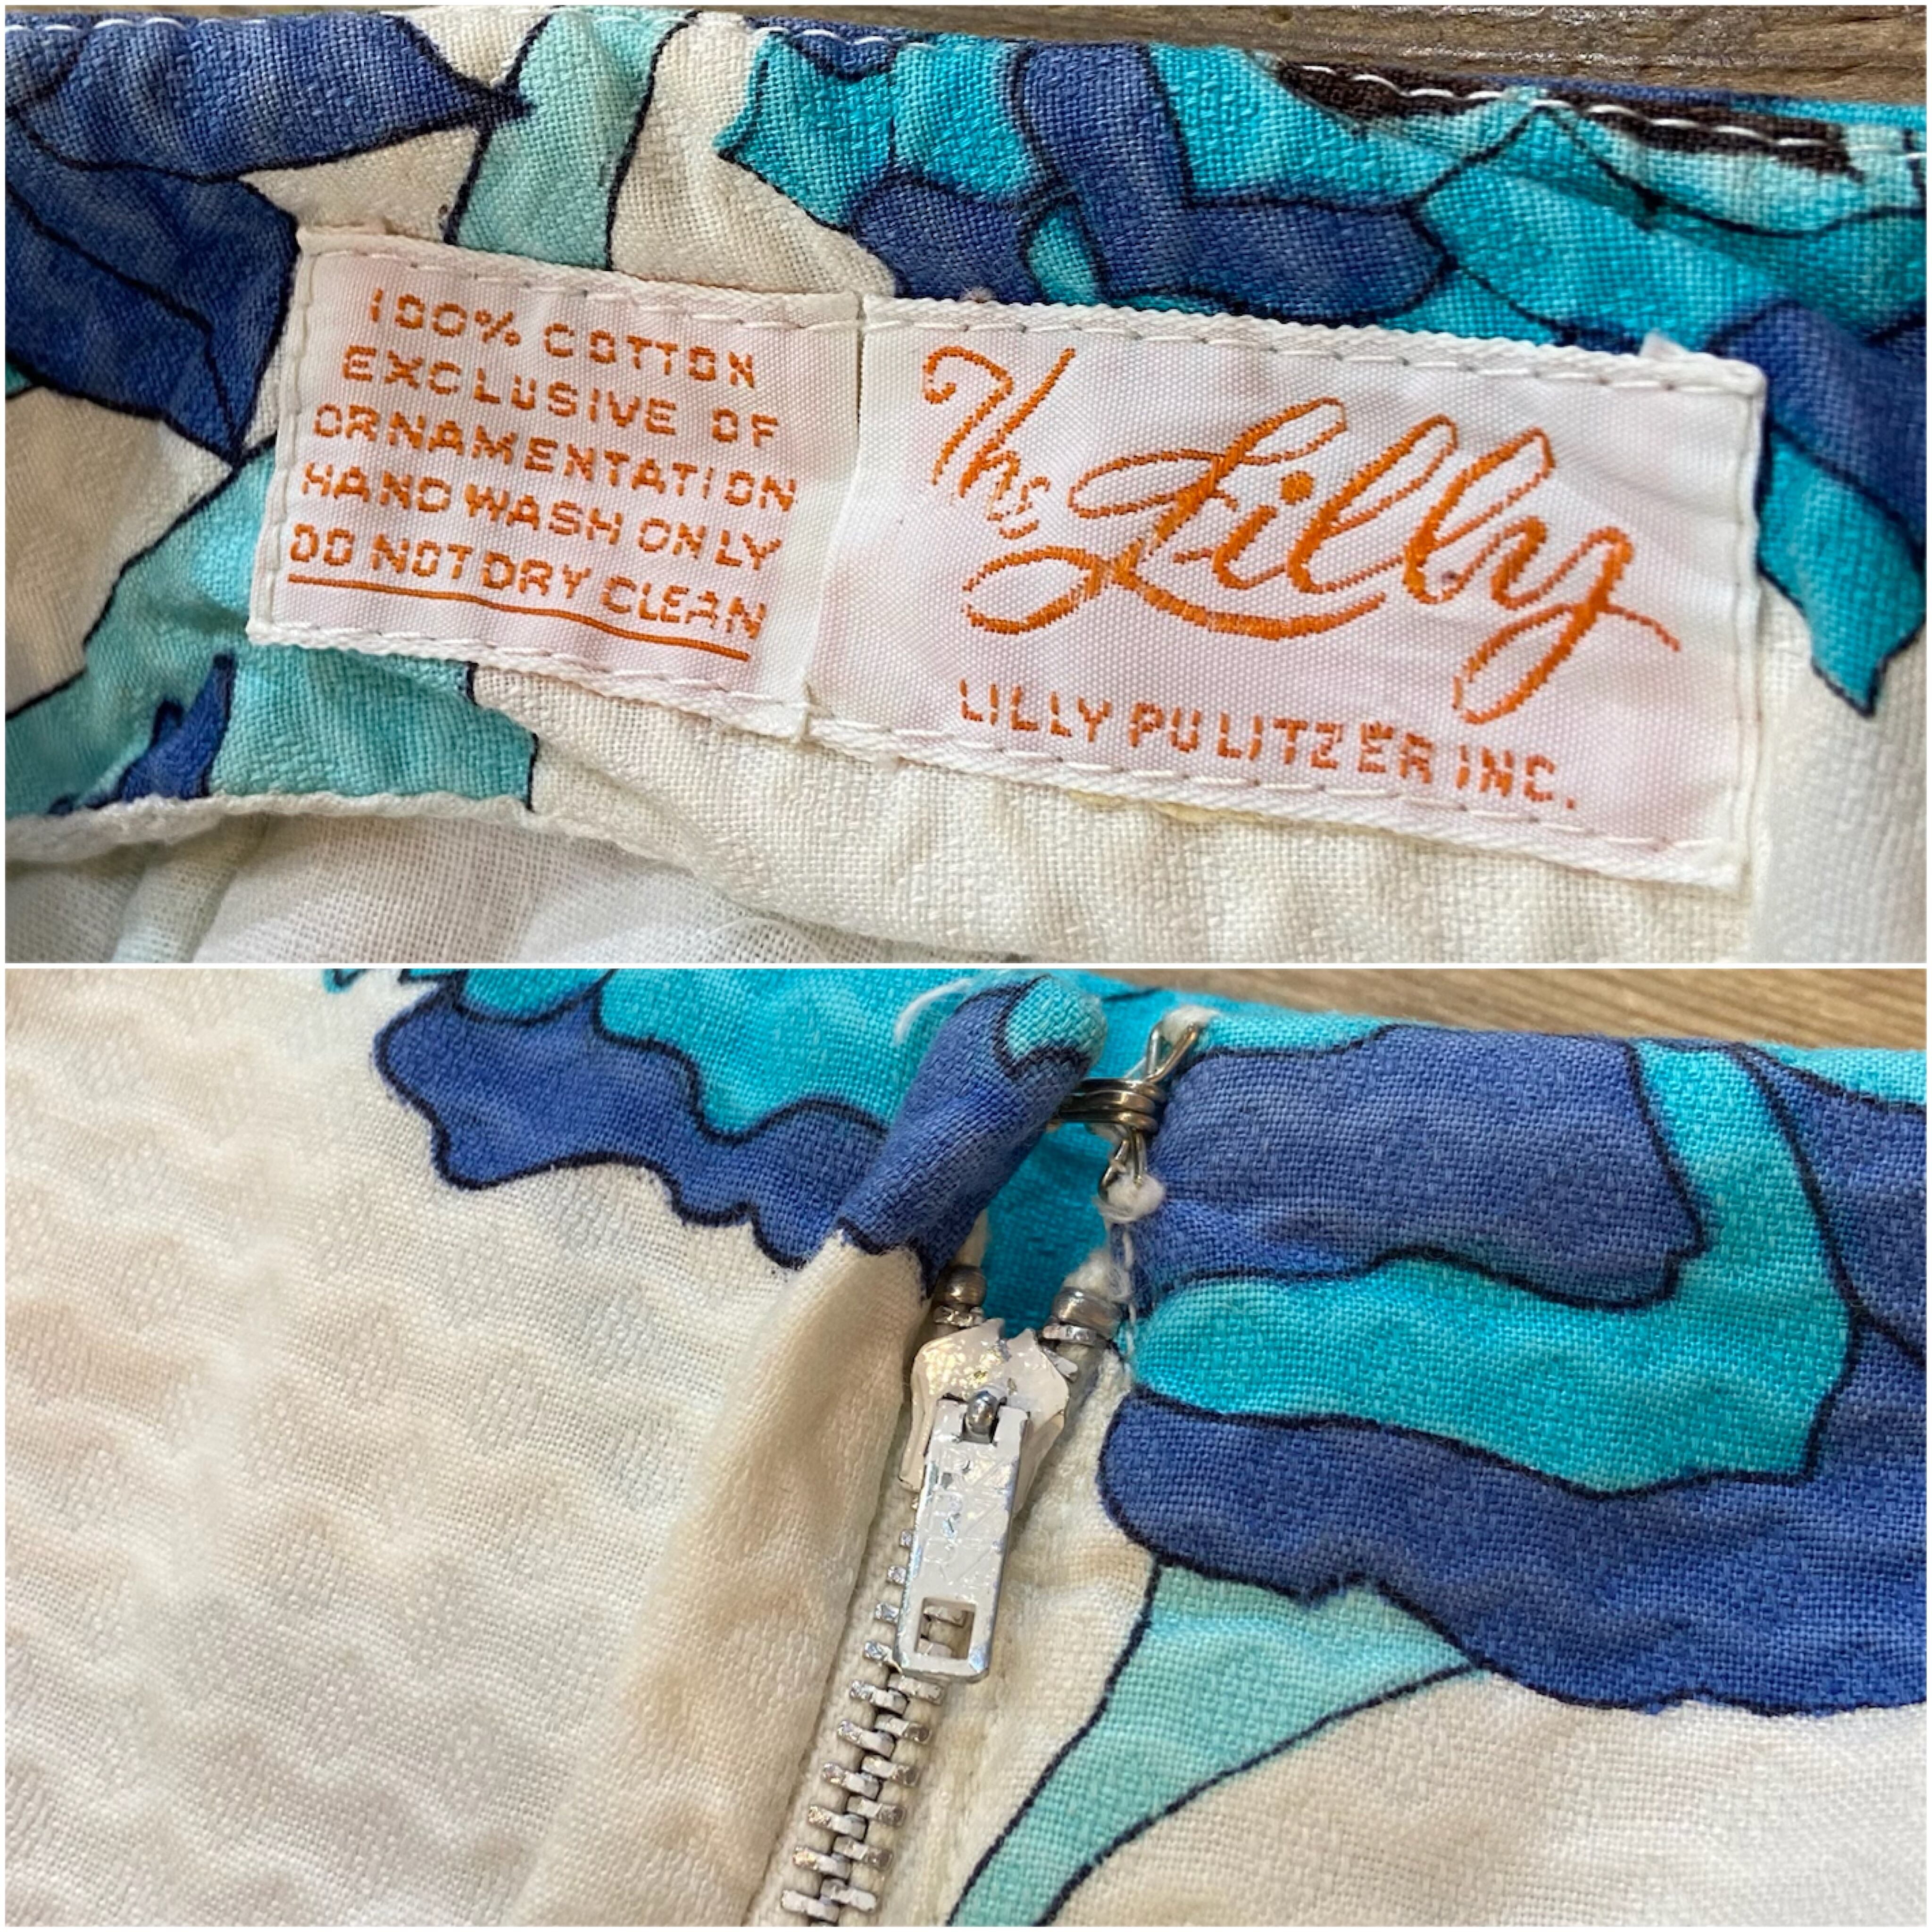 100% COTTON
EXCLUSIVE OF
ORNAMENTATION
HAND WASH ONLY
DO NOT DRY CLEAN
The Lilly
LILLY PULITZER INC.